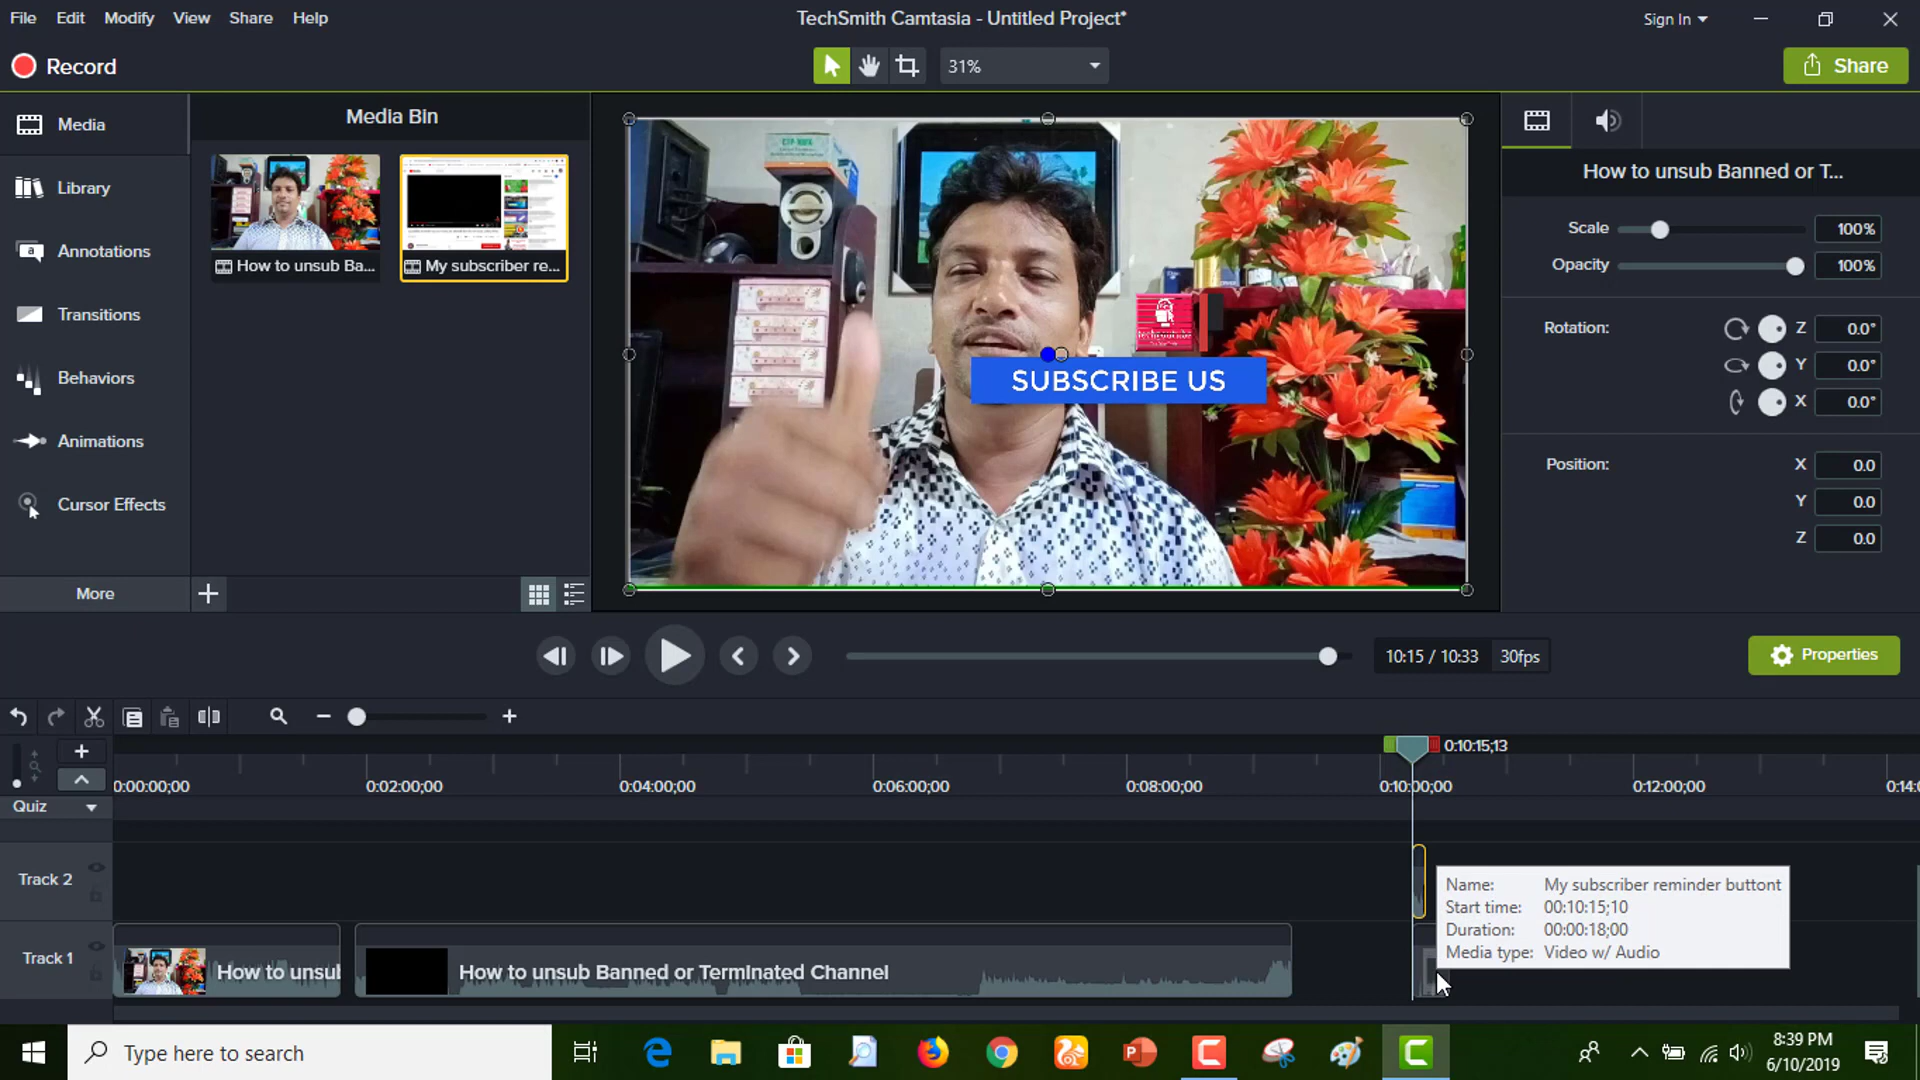 File Edit Modify View Share Help
TechSmith Camtasia - Untitled Project*
Sign In
Record
31%
Share
Media
Library
Annotations
Transitions
Behaviors
Animations
Cursor Effects
More
Media Bin
How to unsub Ba...
My subscriber re...
SUBSCRIBE US
How to unsub Banned or T...
Scale 100%
Opacity 100%
Rotation: Z 0.0°
Y 0.0°
X 0.0°
Position: X 0.0
Y 0.0
Z 0.0
10:15 / 10:33 30fps
Properties
0:10:15;13
0:00:00;00 0:02:00;00 0:04:00;00 0:06:00;00 0:08:00;00 0:10:00;00 0:12:00;00 0:14:0
Quiz
Track 2
Name: My subscriber reminder buttont
Start time: 00:10:15;10
Duration: 00:00:18;00
Media type: Video w/ Audio
Track 1
How to unsub
How to unsub Banned or TermInated Channel
Type here to search
8:39 PM
6/10/2019